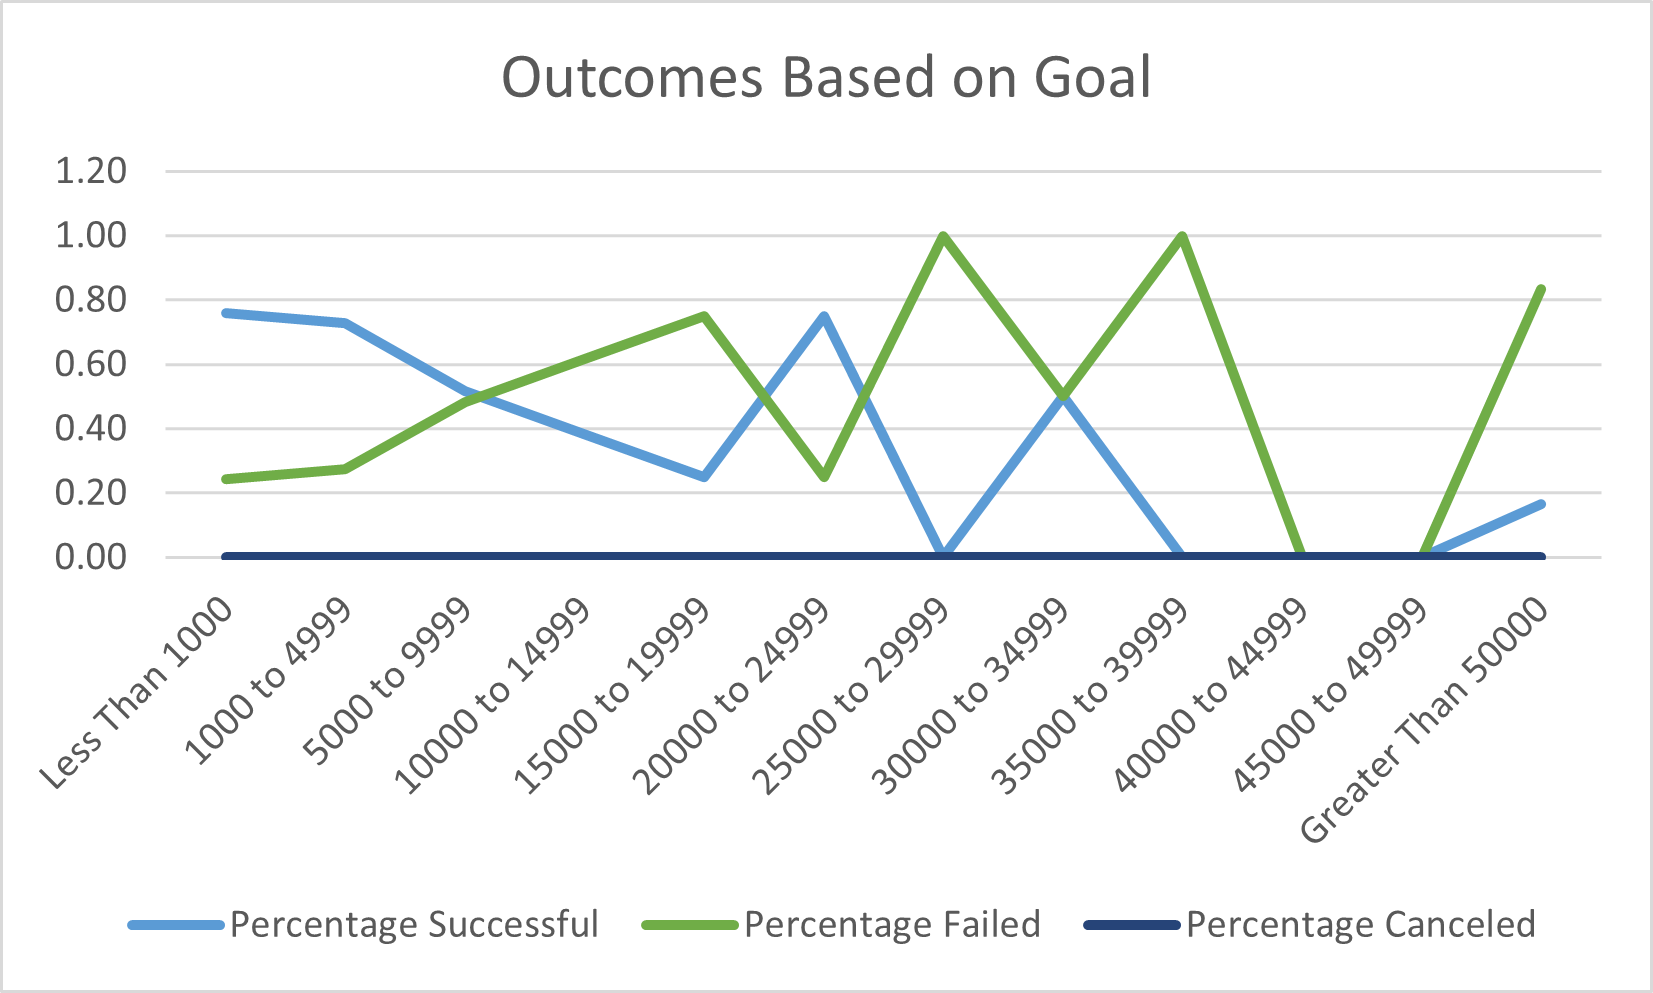 Outcomes Based on Goal
1.20
1.00
0.80
0.60
0.40
0.20
0.00
Less Than 1000
1000 to 4999
5000 to 9999
10000 to 14999
15000 to 19999
20000 to 24999
25000 to 29999
30000 to 34999
35000 to 39999
40000 to 44999
45000 to 49999
Greater Than 50000
Percentage Successful
Percentage Failed
Percentage Canceled